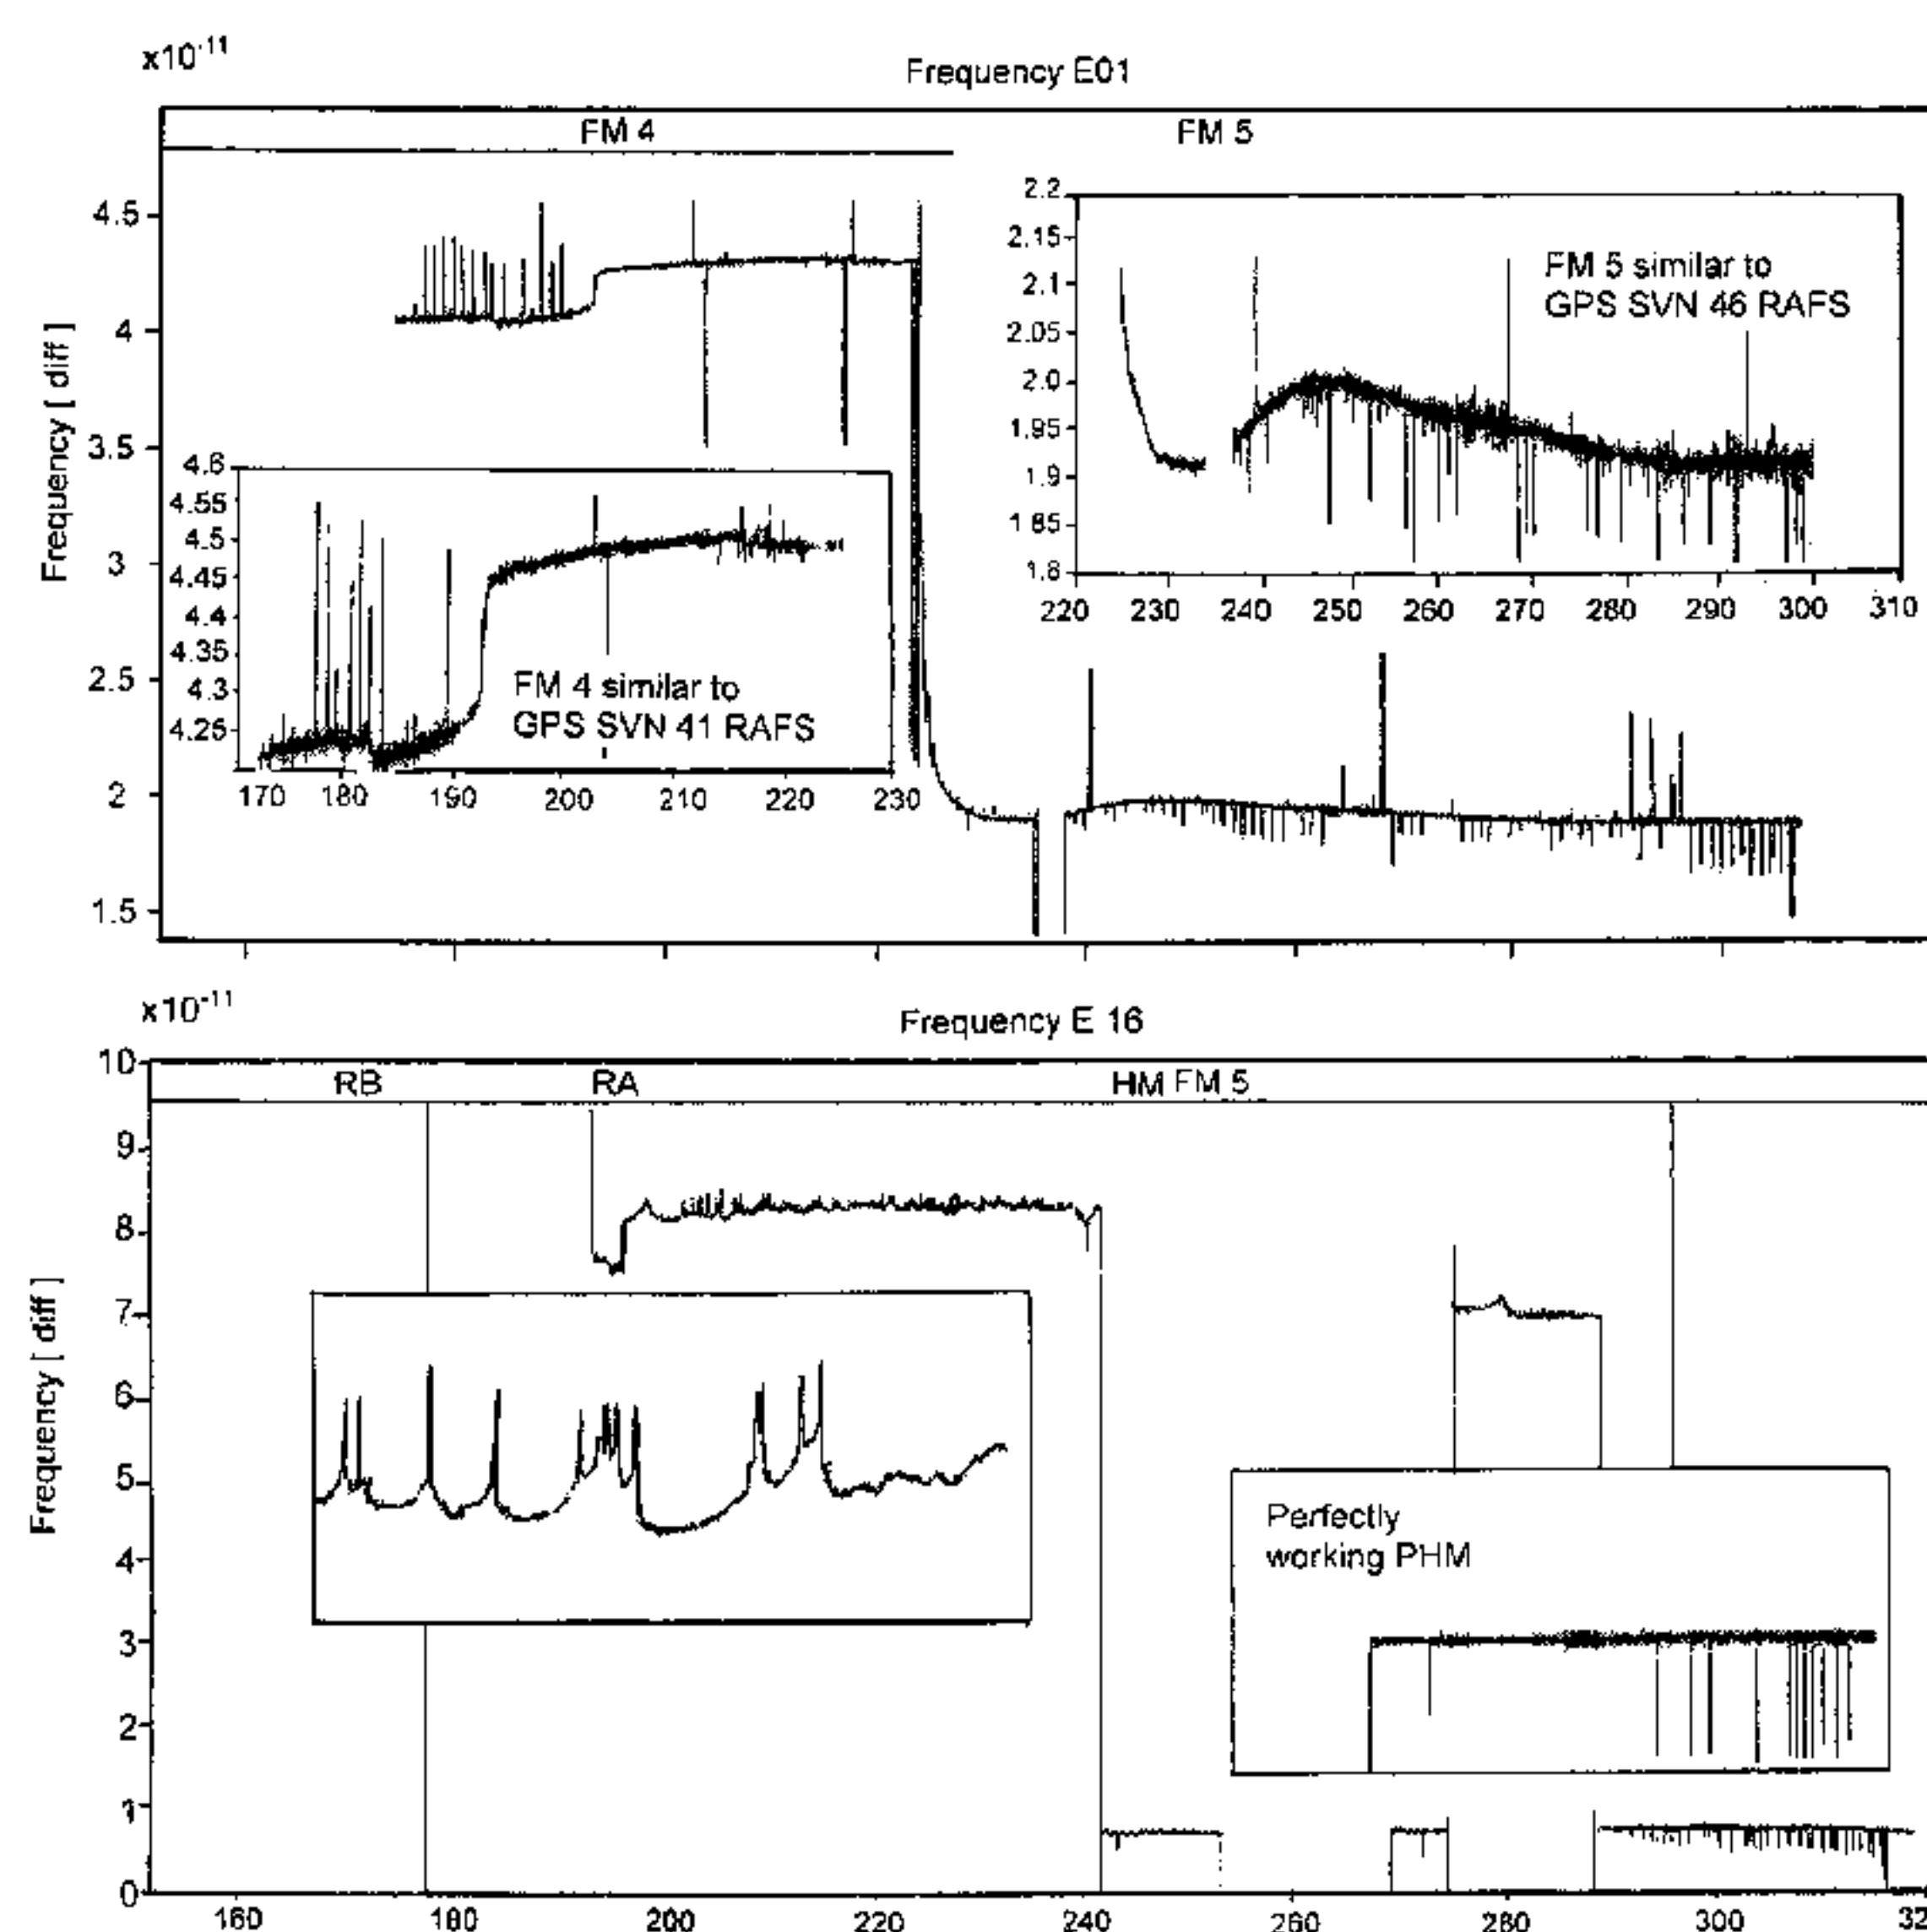 x10-11
Frequency E01
FM 4 FM 5
Frequency [ diff ]
4.5
4
3.5
3
2.5
2
1.5
2.2
2.15
2.1
2.05
2.0
1.95
1.9
1.85
1.8
220 230 240 250 260 270 280 290 300 310
FM 5 similar to
GPS SVN 46 RAFS
4.6
4.55
4.5
4.45
4.4
4.35
4.3
4.25
170 180 190 200 210 220 230
FM 4 similar to
GPS SVN 41 RAFS
x10-11
Frequency E 16
RB RA HM FM 5
Frequency [ diff ]
10
9
8
7
6
5
4
3
2
1
0
Perfectly
working PHM
160 180 200 220 240 260 280 300